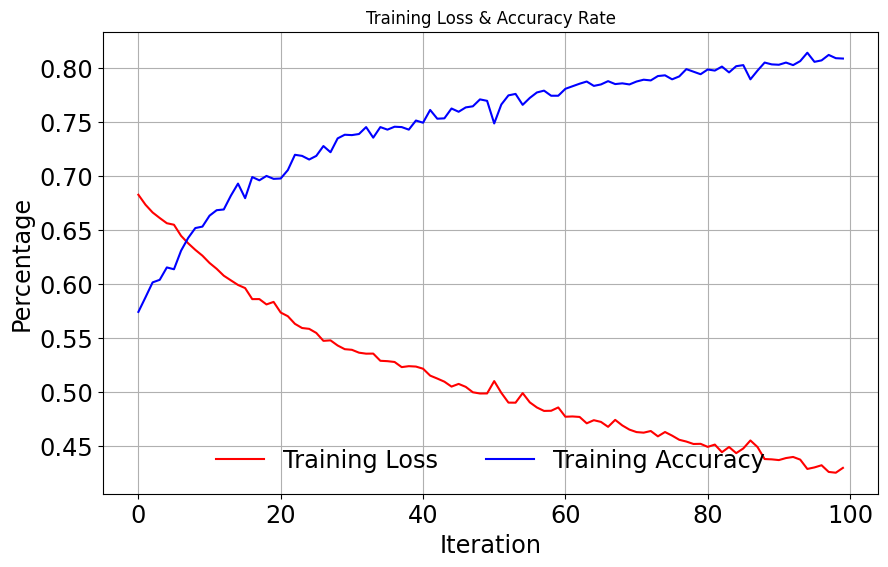 Training Loss & Accuracy Rate
Percentage
0.80
0.75
0.70
0.65
0.60
0.55
0.50
0.45
Training Loss Training Accuracy
0 20 40 60 80 100
Iteration